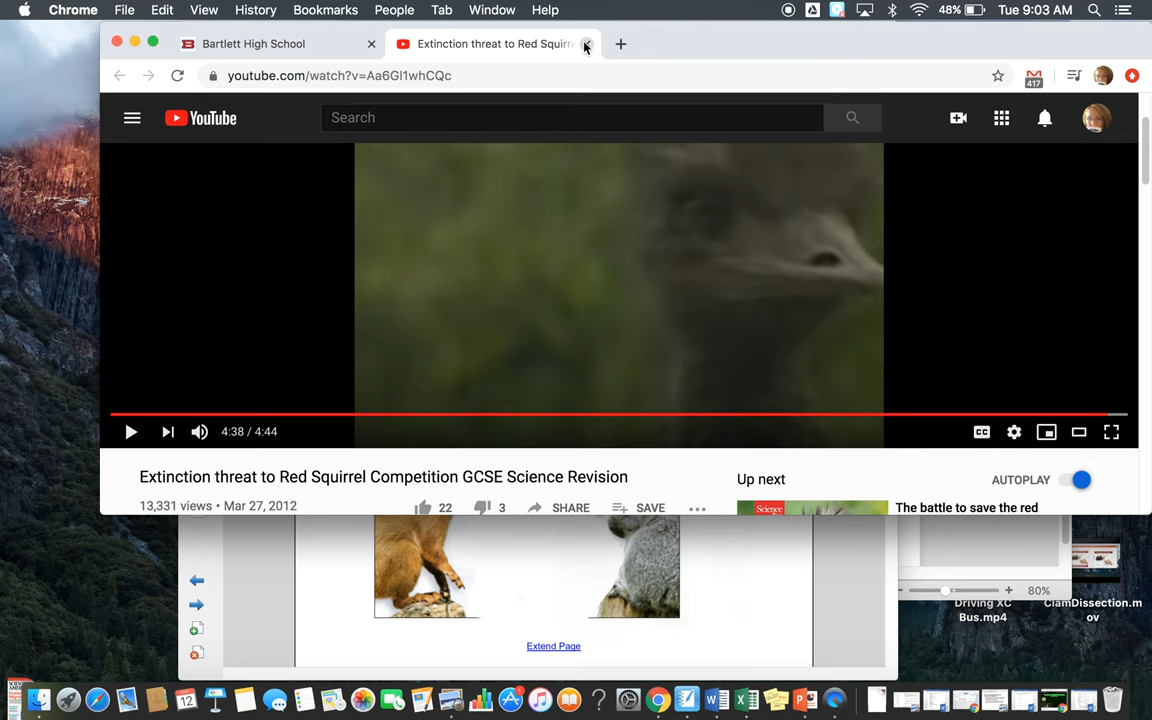 Chrome File Edit View History Bookmarks People Tab Window Help 48% Tue 9:03 AM
Bartlett High School Extinction threat to Red Squirre
youtube.com/watch?v=Aa6Gl1whCQc 417
YouTube Search
4:38 / 4:44 CC
Extinction threat to Red Squirrel Competition GCSE Science Revision Up next AUTOPLAY
13,331 views • Mar 27, 2012 22 3 SHARE SAVE Science The battle to save the red
80%
Driving XC Bus.mp4 ClamDissection.mov
Extend Page
12